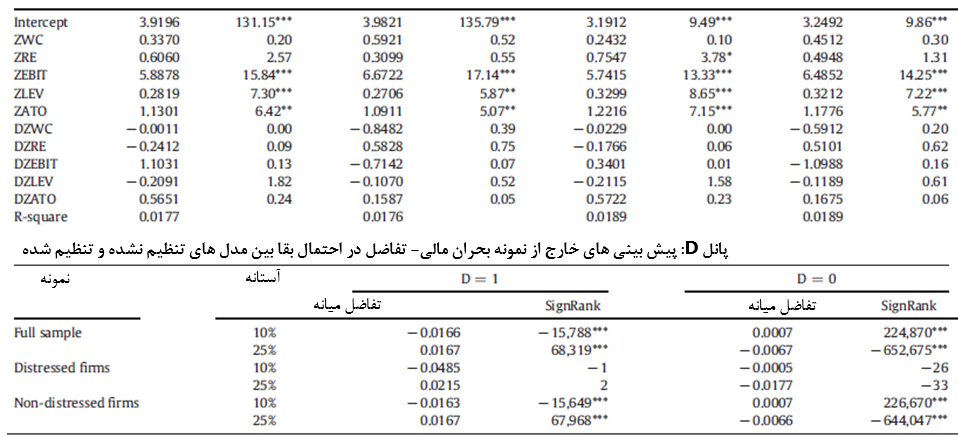 Intercept 3.9196 131.15*** 3.9821 135.79*** 3.1912 9.49*** 3.2492 9.86***
ZWC 0.3370 0.20 0.5921 0.52 0.2432 0.10 0.4512 0.30
ZRE 0.6060 2.57 0.3099 0.55 0.7547 3.78* 0.4948 1.31
ZEBIT 5.8878 15.84*** 6.6722 17.14*** 5.7415 13.33*** 6.4852 14.25***
ZLEV 0.2819 7.30*** 0.2706 5.87** 0.3299 8.65*** 0.3212 7.22***
ZATO 1.1301 6.42** 1.0911 5.07** 1.2216 7.15*** 1.1776 5.77**
DZWC −0.0011 0.00 −0.8482 0.39 −0.0229 0.00 −0.5912 0.20
DZRE −0.2412 0.09 0.5828 0.75 −0.1766 0.06 0.5101 0.62
DZEBIT 1.1031 0.13 −0.7142 0.07 0.3401 0.01 −1.0988 0.16
DZLEV −0.2091 1.82 −0.1070 0.52 −0.2115 1.58 −0.1189 0.61
DZATO 0.5651 0.24 0.1587 0.05 0.5722 0.23 0.1675 0.06
R-square 0.0177 0.0176 0.0189 0.0189
پانل D: پیش بینی های خارج از نمونه بحران مالی- تفاضل در احتمال بقا بین مدل های تنظیم نشده و تنظیم شده
نمونه آستانه D = 1 D = 0
تفاضل میانه SignRank تفاضل میانه SignRank
Full sample 10% −0.0166 −15,788*** 0.0007 224,870***
25% 0.0167 68,319*** −0.0067 −652,675***
Distressed firms 10% −0.0485 −1 −0.0005 −26
25% 0.0215 2 −0.0177 −33
Non-distressed firms 10% −0.0163 −15,649*** 0.0007 226,670***
25% 0.0167 67,968*** −0.0066 −644,047***